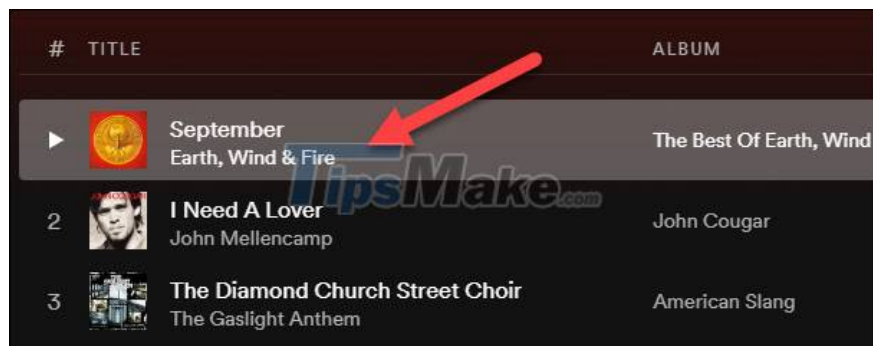 # TITLE ALBUM
September
Earth, Wind & Fire
The Best Of Earth, Wind
TipsMake.com
2
I Need A Lover
John Mellencamp
John Cougar
3
The Diamond Church Street Choir
The Gaslight Anthem
American Slang